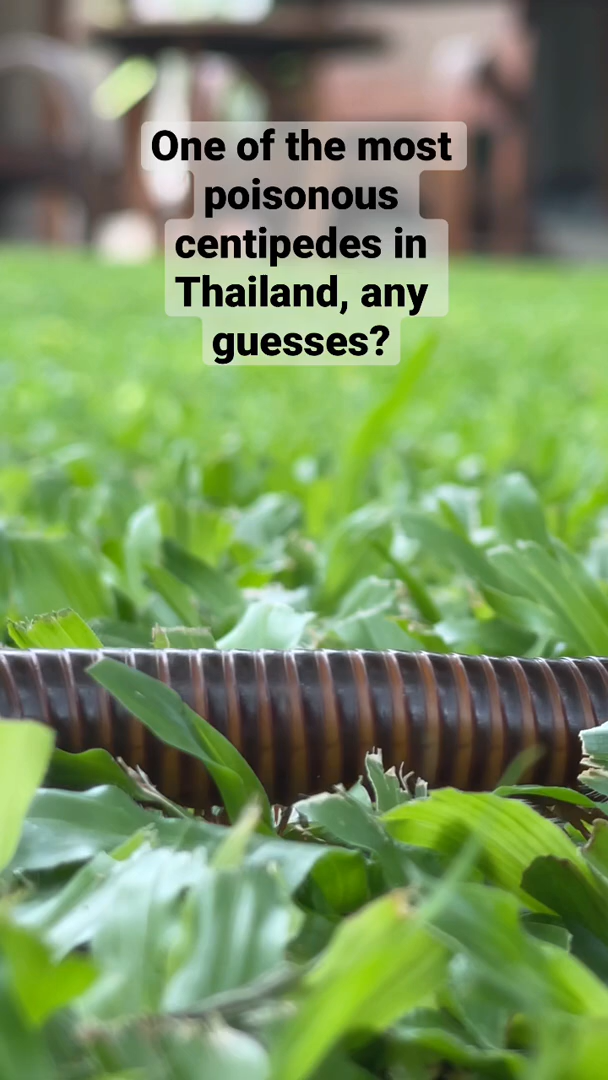 One of the most
poisonous
centipedes in
Thailand, any
guesses?